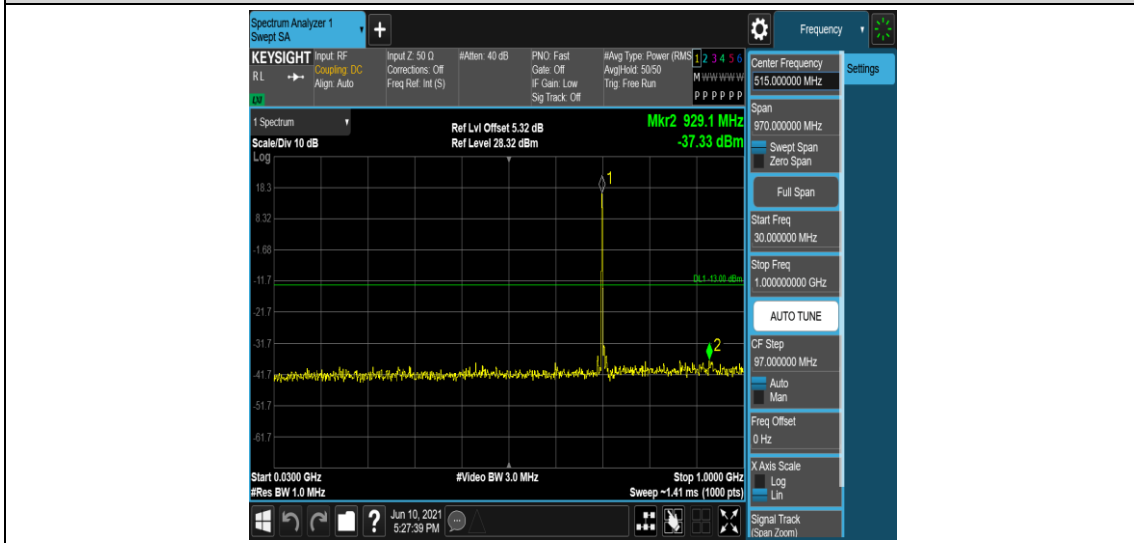 Spectrum Analyzer 1
Swept SA
+
Frequency
KEYSIGHT
RL
LXI
Input: RF
Coupling: DC
Align: Auto
Input Z: 50 Ω
Corrections: Off
Freq Ref: Int (S)
#Atten: 40 dB
PNO: Fast
Gate: Off
IF Gain: Low
Sig Track: Off
#Avg Type: Power (RMS
Avg|Hold: 50/50
Trig: Free Run
1 2 3 4 5 6
M W W W W W
P P P P P P
1 Spectrum
Scale/Div 10 dB
Log
Ref Lvl Offset 5.32 dB
Ref Level 28.32 dBm
Mkr2 929.1 MHz
-37.33 dBm
1
18.3
8.32
-1.68
DL1 -13.00 dBm
-11.7
-21.7
-31.7
2
-41.7
-51.7
-61.7
Start 0.0300 GHz
#Res BW 1.0 MHz
#Video BW 3.0 MHz
Stop 1.0000 GHz
Sweep ~1.41 ms (1000 pts)
Center Frequency
515.000000 MHz
Settings
Span
970.000000 MHz
Swept Span
Zero Span
Full Span
Start Freq
30.000000 MHz
Stop Freq
1.000000000 GHz
AUTO TUNE
CF Step
97.000000 MHz
Auto
Man
Freq Offset
0 Hz
X Axis Scale
Log
Lin
Signal Track
(Span Zoom)
?
Jun 10, 2021
5:27:39 PM